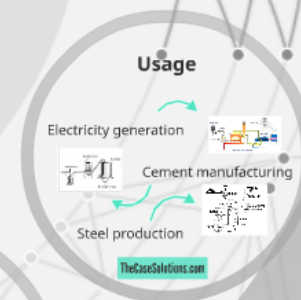 Usage
Electricity generation
Cement manufacturing
Steel production
TheCaseSolutions.com